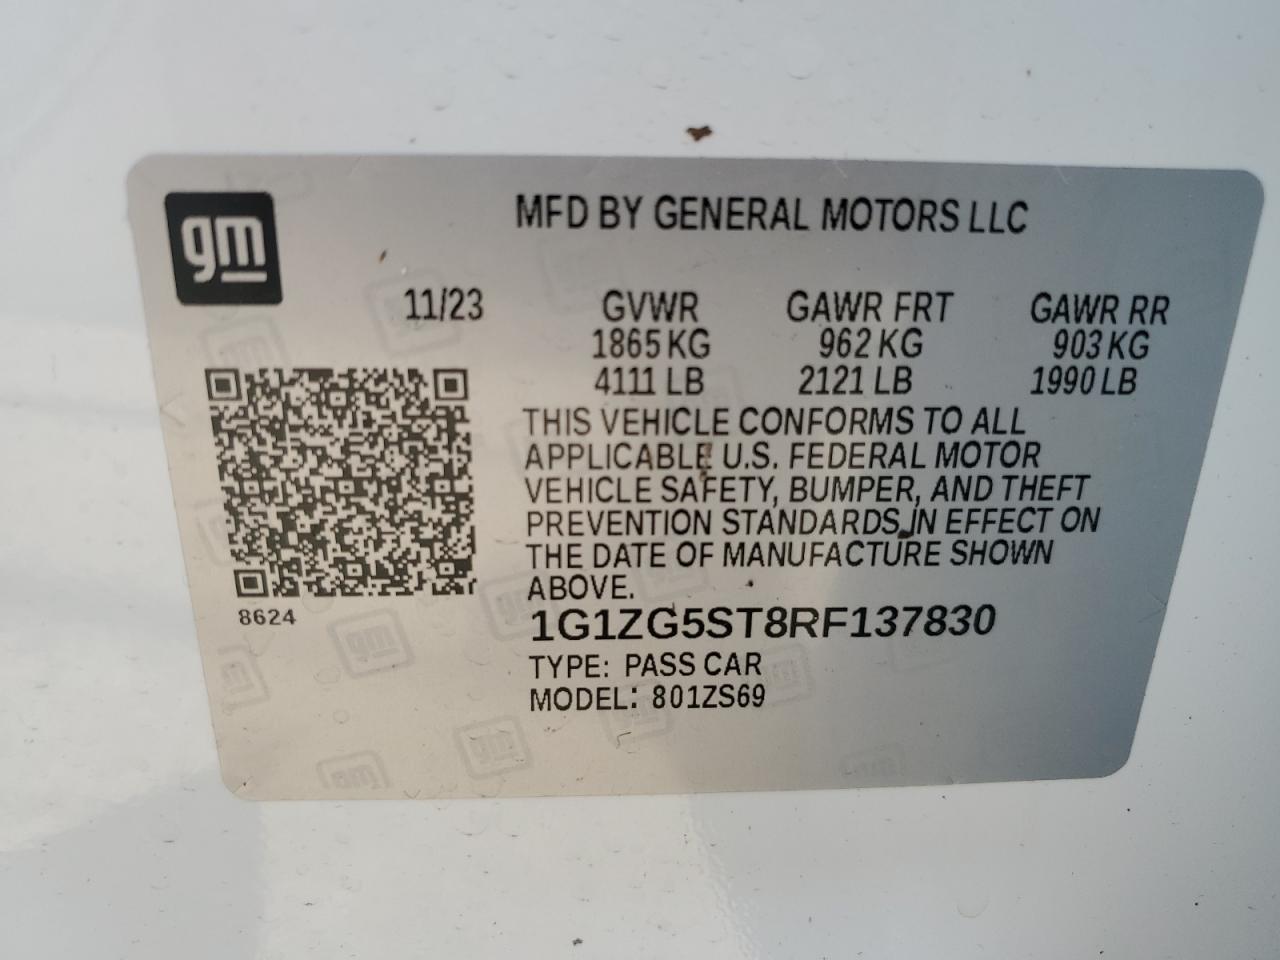 gm
MFD BY GENERAL MOTORS LLC
11/23 GVWR GAWR FRT GAWR RR
1865 KG 962 KG 903 KG
4111 LB 2121 LB 1990 LB
THIS VEHICLE CONFORMS TO ALL
APPLICABLE U.S. FEDERAL MOTOR
VEHICLE SAFETY, BUMPER, AND THEFT
PREVENTION STANDARDS IN EFFECT ON
THE DATE OF MANUFACTURE SHOWN
ABOVE.
8624
1G1ZG5ST8RF137830
TYPE: PASS CAR
MODEL: 801ZS69